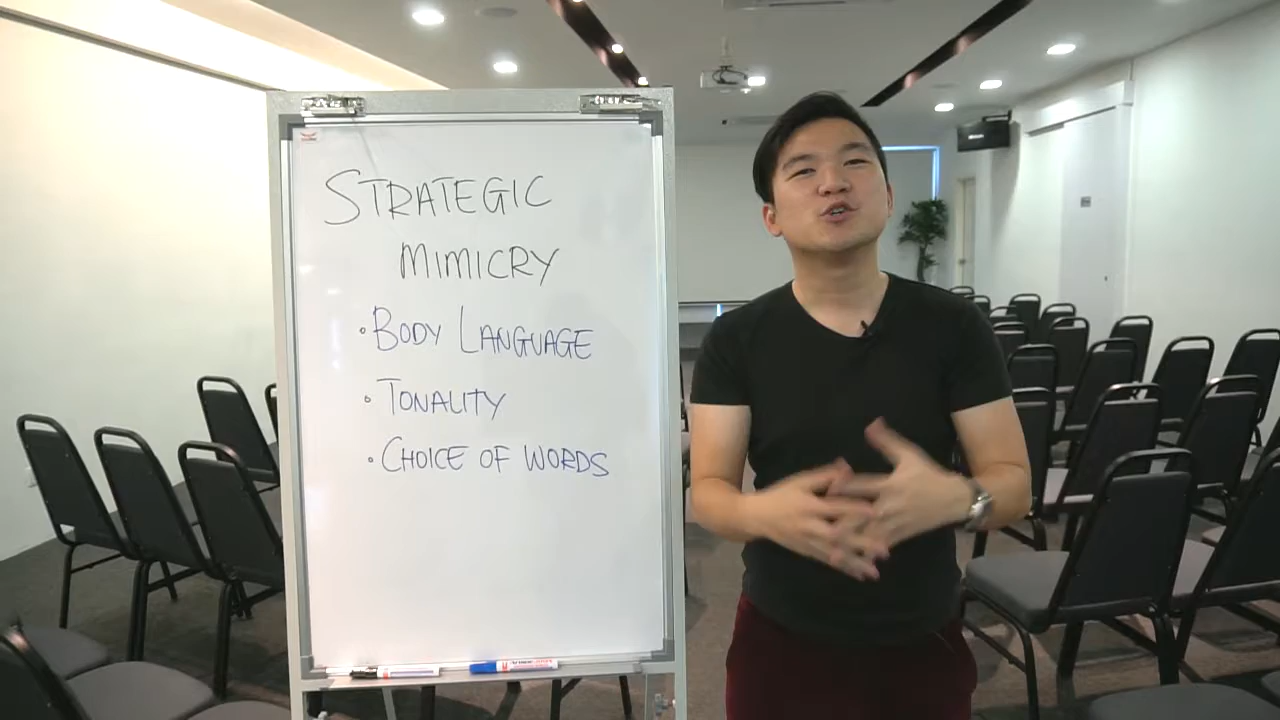 STRATEGIC
MIMICRY
• BODY LANGUAGE
• TONALITY
• CHOICE OF WORDS